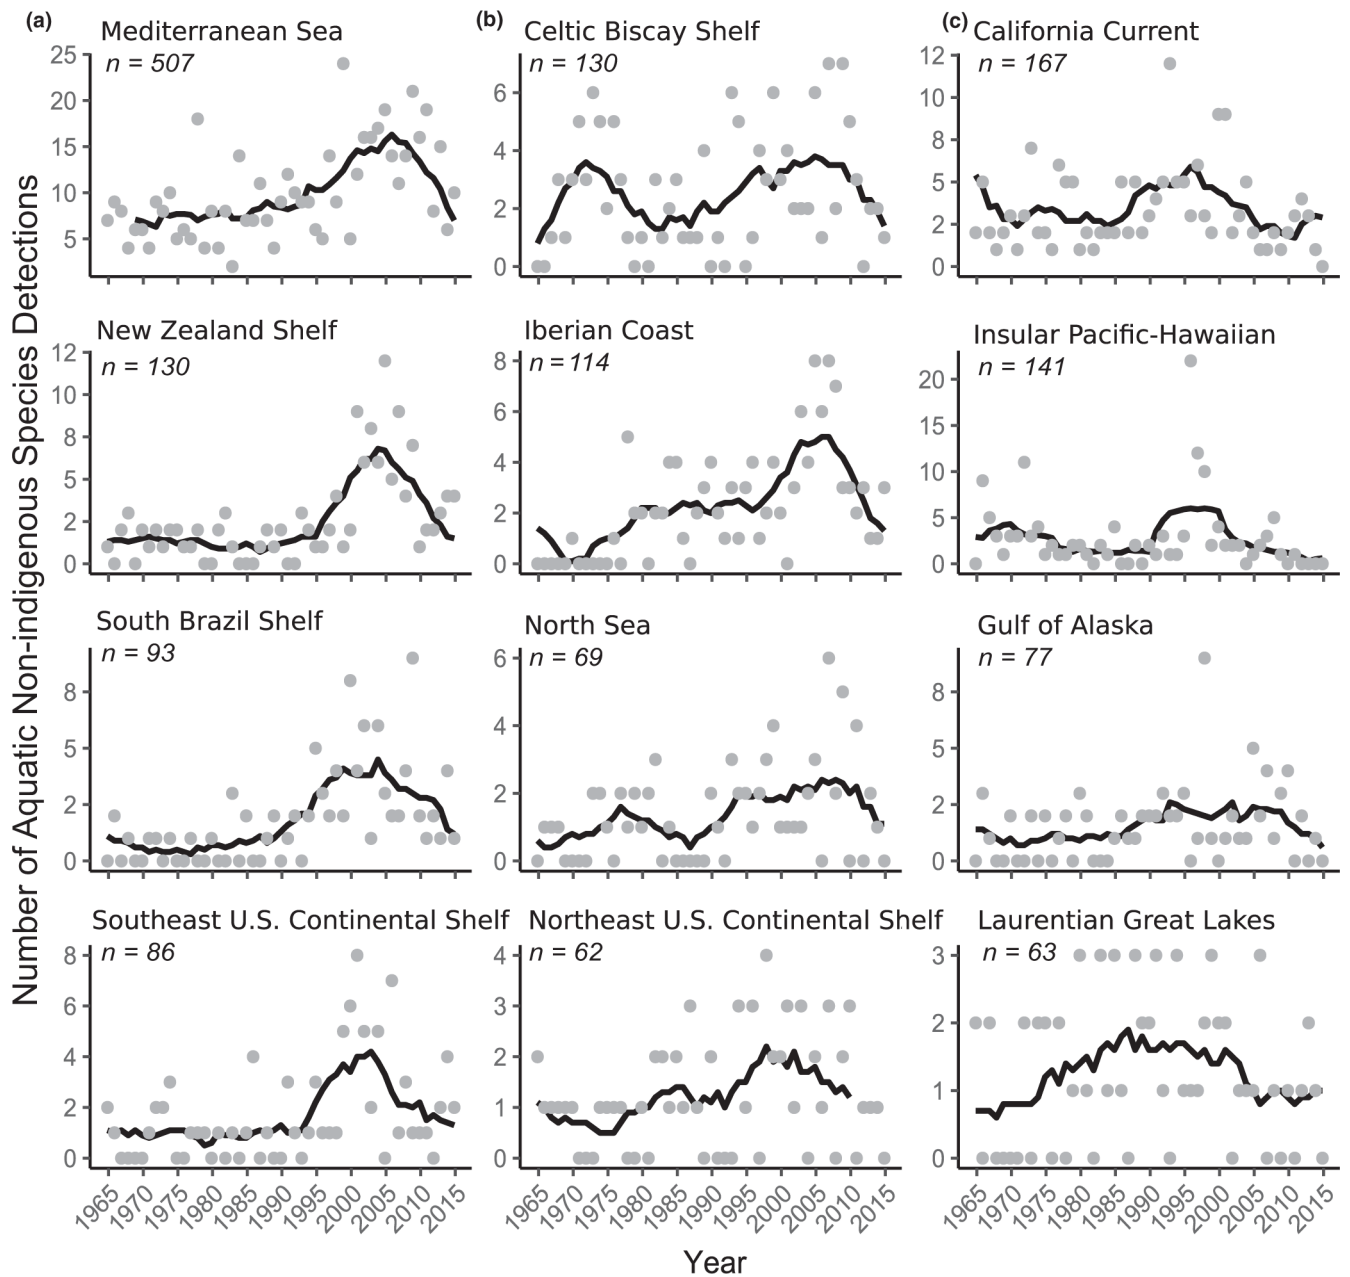 (a) Mediterranean Sea
n = 507
25
20
15
10
5
(b) Celtic Biscay Shelf
n = 130
6
4
2
0
(c) California Current
n = 167
12
10
8
5
2
0
New Zealand Shelf
n = 130
12
10
8
5
2
0
Iberian Coast
n = 114
8
6
4
2
0
Insular Pacific-Hawaiian
n = 141
20
15
10
5
0
South Brazil Shelf
n = 93
8
5
2
0
North Sea
n = 69
6
4
2
0
Gulf of Alaska
n = 77
8
5
2
0
Southeast U.S. Continental Shelf
n = 86
8
6
4
2
0
Northeast U.S. Continental Shelf
n = 62
4
3
2
1
0
Laurentian Great Lakes
n = 63
3
2
1
0
1965 1970 1975 1980 1985 1990 1995 2000 2005 2010 2015
1965 1970 1975 1980 1985 1990 1995 2000 2005 2010 2015
1965 1970 1975 1980 1985 1990 1995 2000 2005 2010 2015
Number of Aquatic Non-indigenous Species Detections
Year